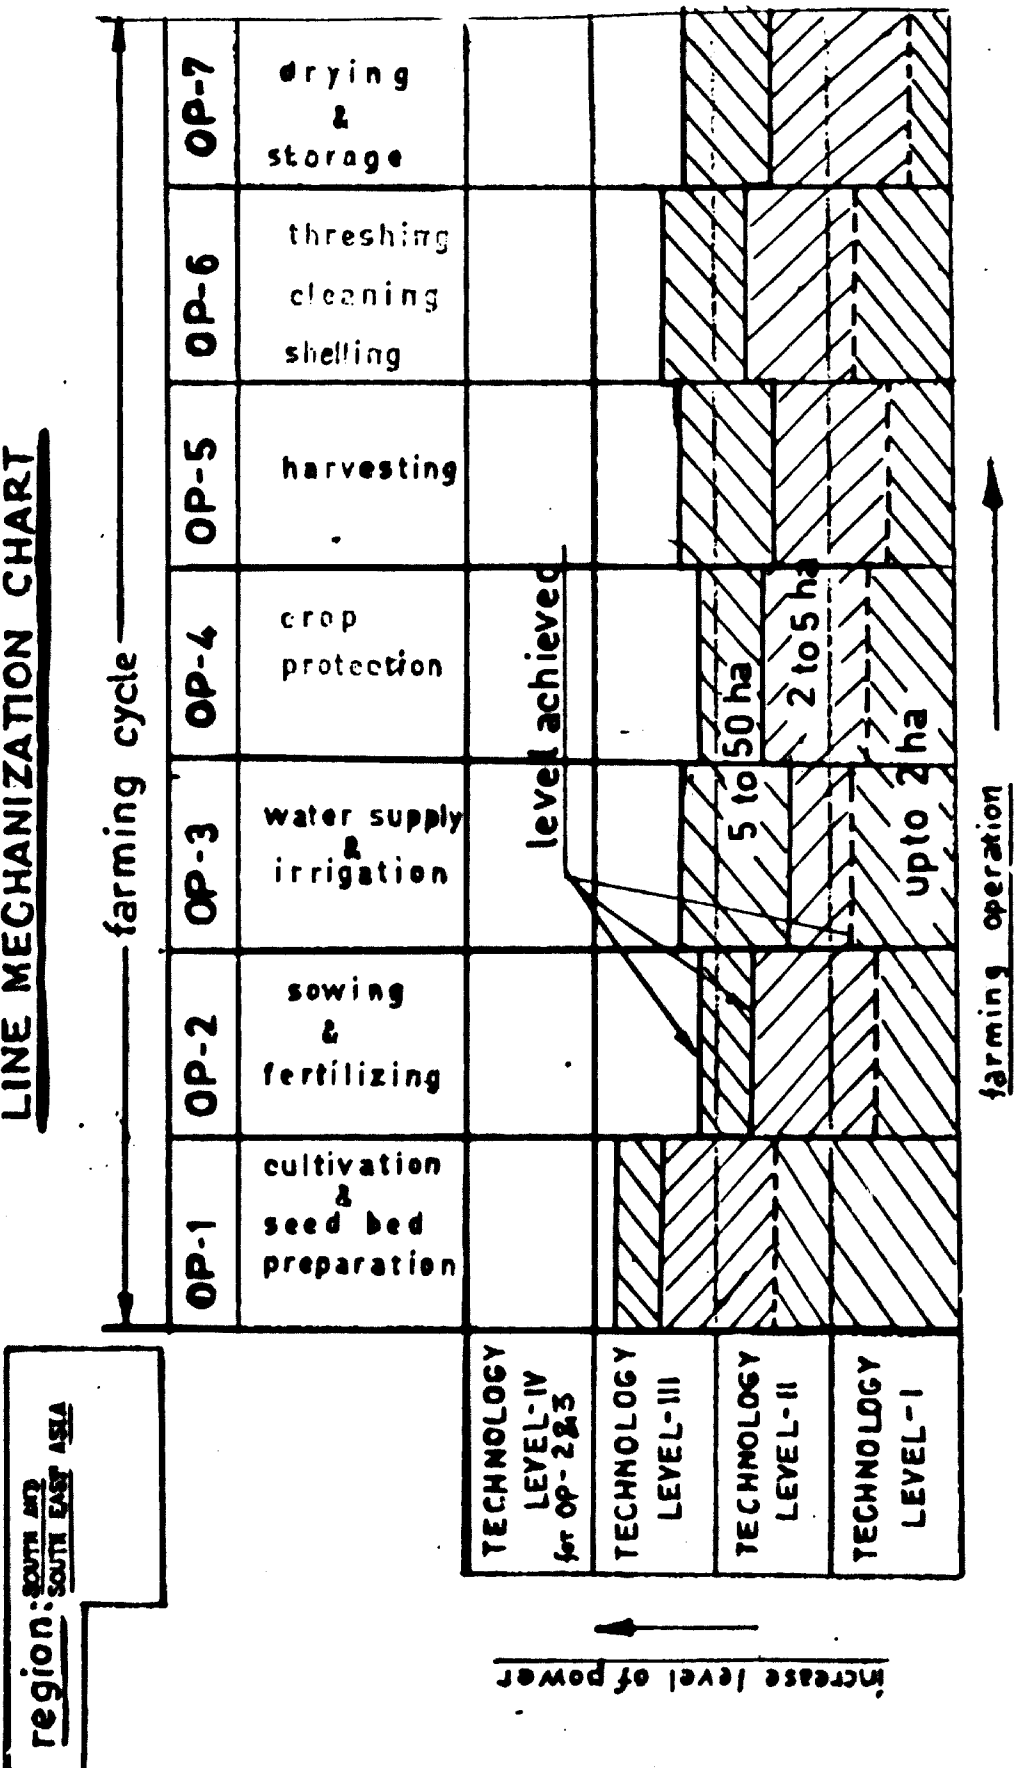 LINE MECHANIZATION CHART
region: SOUTH AND
SOUTH EAST ASIA
farming cycle
OP-1
OP-2
OP-3
OP-4
OP-5
OP-6
OP-7
cultivation
&
seed bed
preparation
sowing
&
fertilizing
water supply
&
irrigation
crop
protection
harvesting
threshing
cleaning
shelling
drying
&
storage
TECHNOLOGY
LEVEL-IV
for OP-2&3
TECHNOLOGY
LEVEL-III
TECHNOLOGY
LEVEL-II
TECHNOLOGY
LEVEL-I
level achieved
5 to 50 ha
2 to 5 ha
upto 2 ha
increase level of power
farming operation